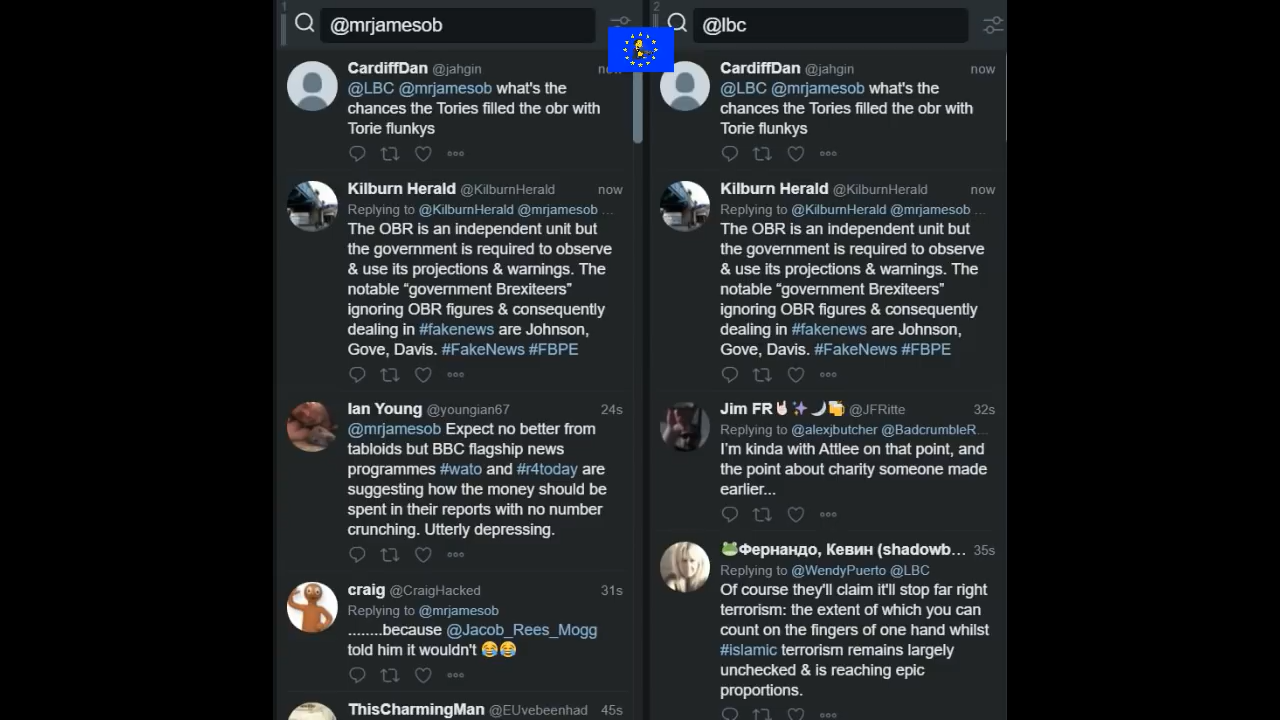 1
@mrjamesob
CardiffDan @jahgin now
@LBC @mrjamesob what's the
chances the Tories filled the obr with
Torie flunkys
Kilburn Herald @KilburnHerald now
Replying to @KilburnHerald @mrjamesob ...
The OBR is an independent unit but
the government is required to observe
& use its projections & warnings. The
notable “government Brexiteers”
ignoring OBR figures & consequently
dealing in #fakenews are Johnson,
Gove, Davis. #FakeNews #FBPE
Ian Young @youngian67 24s
@mrjamesob Expect no better from
tabloids but BBC flagship news
programmes #wato and #r4today are
suggesting how the money should be
spent in their reports with no number
crunching. Utterly depressing.
craig @CraigHacked 31s
Replying to @mrjamesob
........because @Jacob_Rees_Mogg
told him it wouldn't 😂😂
ThisCharmingMan @EUvebeenhad 45s
2
@lbc
CardiffDan @jahgin now
@LBC @mrjamesob what's the
chances the Tories filled the obr with
Torie flunkys
Kilburn Herald @KilburnHerald now
Replying to @KilburnHerald @mrjamesob ...
The OBR is an independent unit but
the government is required to observe
& use its projections & warnings. The
notable “government Brexiteers”
ignoring OBR figures & consequently
dealing in #fakenews are Johnson,
Gove, Davis. #FakeNews #FBPE
Jim FR🤘✨🌙🍻 @JFRitte 32s
Replying to @alexjbutcher @BadcrumbleR...
I'm kinda with Attlee on that point, and
the point about charity someone made
earlier...
🐸Фернандо, Кевин (shadowb... 35s
Replying to @WendyPuerto @LBC
Of course they'll claim it'll stop far right
terrorism: the extent of which you can
count on the fingers of one hand whilst
#islamic terrorism remains largely
unchecked & is reaching epic
proportions.